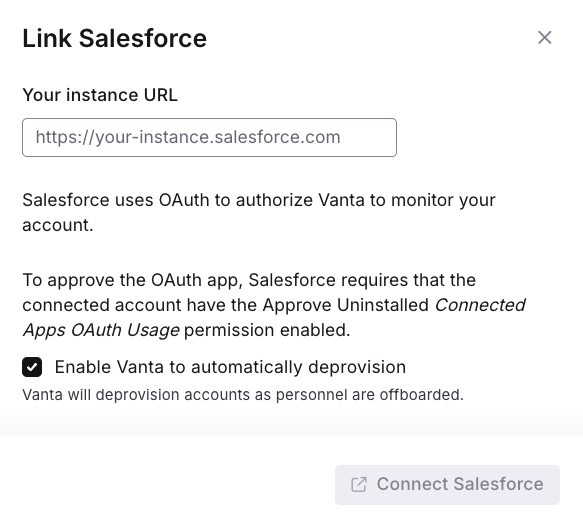 Link Salesforce
Your instance URL
https://your-instance.salesforce.com
Salesforce uses OAuth to authorize Vanta to monitor your
account.
To approve the OAuth app, Salesforce requires that the
connected account have the Approve Uninstalled Connected
Apps OAuth Usage permission enabled.
Enable Vanta to automatically deprovision
Vanta will deprovision accounts as personnel are offboarded.
Connect Salesforce